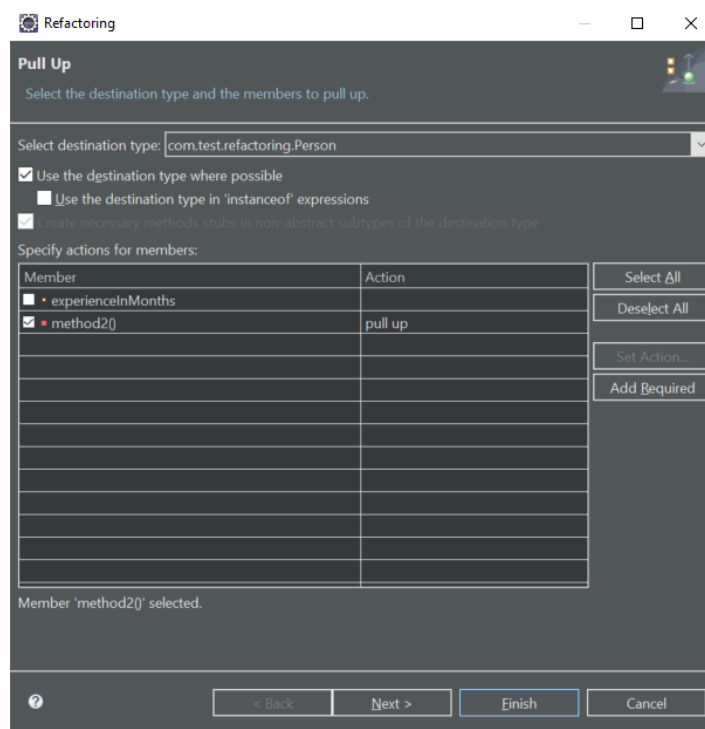 Refactoring
Pull Up
Select the destination type and the members to pull up.
Select destination type: com.test.refactoring.Person
Use the destination type where possible
Use the destination type in 'instanceof' expressions
Create necessary methods stubs in non-abstract subtypes of the destination type
Specify actions for members:
Member Action
experienceInMonths
method2() pull up
Select All
Deselect All
Set Action...
Add Required
Member 'method2()' selected.
< Back Next > Finish Cancel